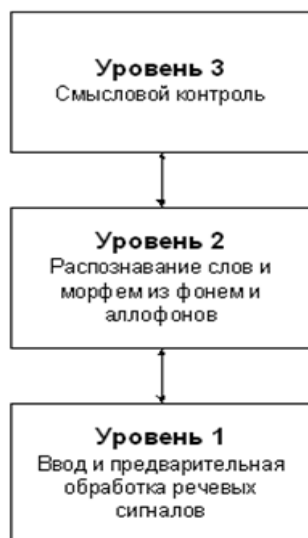 Уровень 3
Смысловой контроль
Уровень 2
Распознавание слов и
морфем из фонем и
аллофонов
Уровень 1
Ввод и предварительная
обработка речевых
сигналов